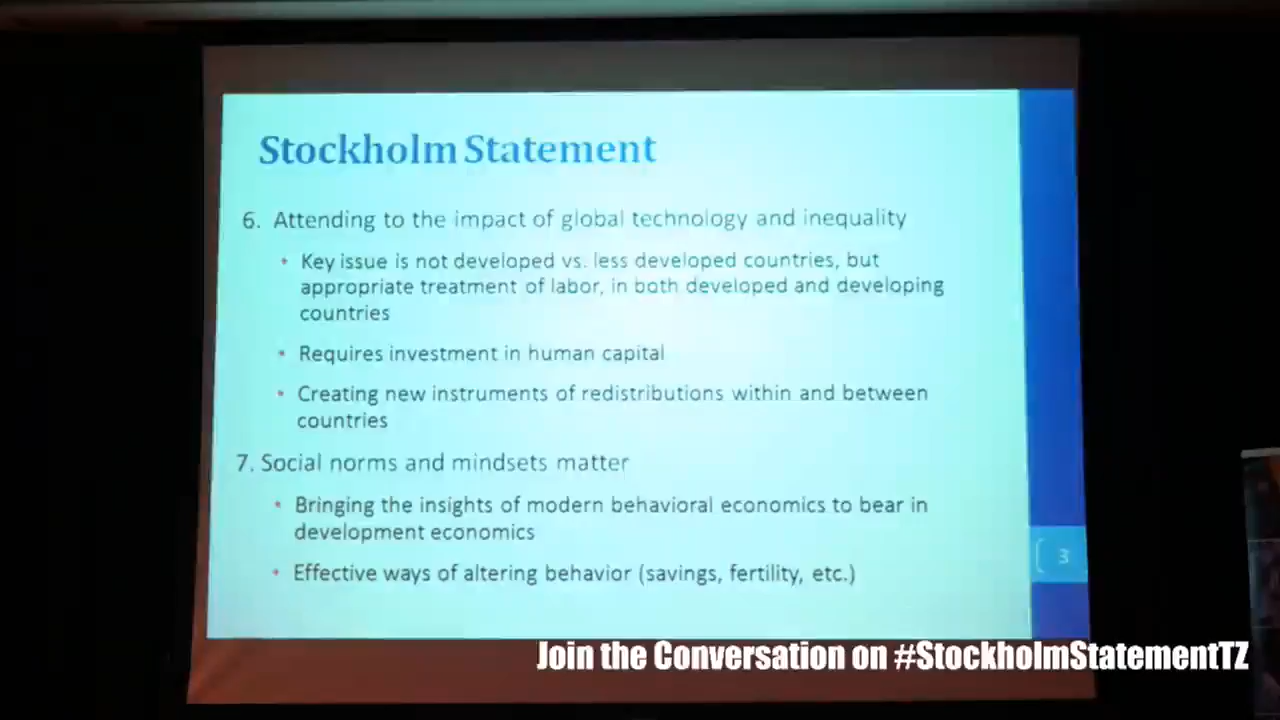 Stockholm Statement
6. Attending to the impact of global technology and inequality
• Key issue is not developed vs. less developed countries, but
appropriate treatment of labor, in both developed and developing
countries
• Requires investment in human capital
• Creating new instruments of redistributions within and between
countries
7. Social norms and mindsets matter
• Bringing the insights of modern behavioral economics to bear in
development economics
• Effective ways of altering behavior (savings, fertility, etc.)
3
Join the Conversation on #StockholmStatementTZ